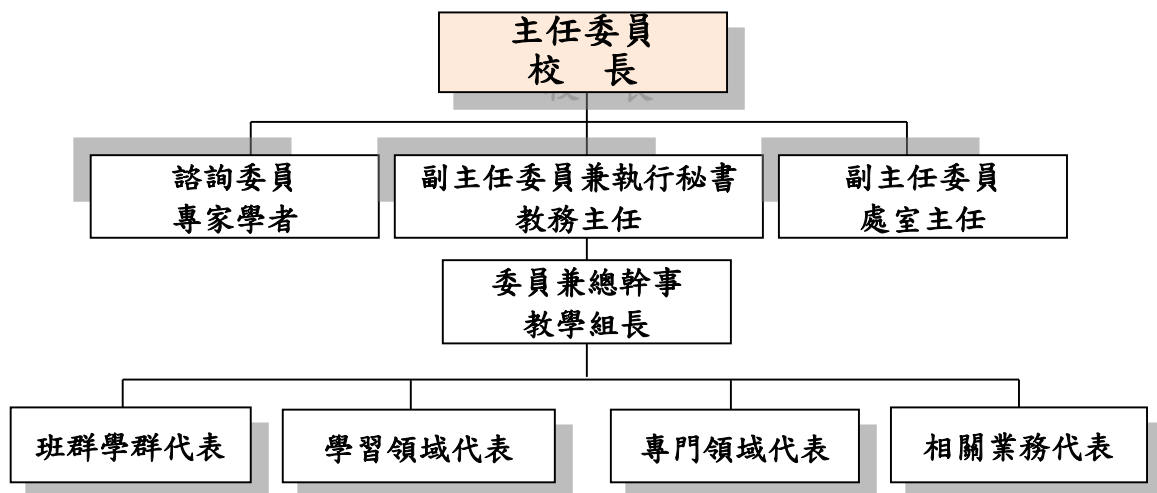 主任委員
校　長
諮詢委員
專家學者
副主任委員兼執行秘書
教務主任
副主任委員
處室主任
委員兼總幹事
教學組長
班群學群代表
學習領域代表
專門領域代表
相關業務代表